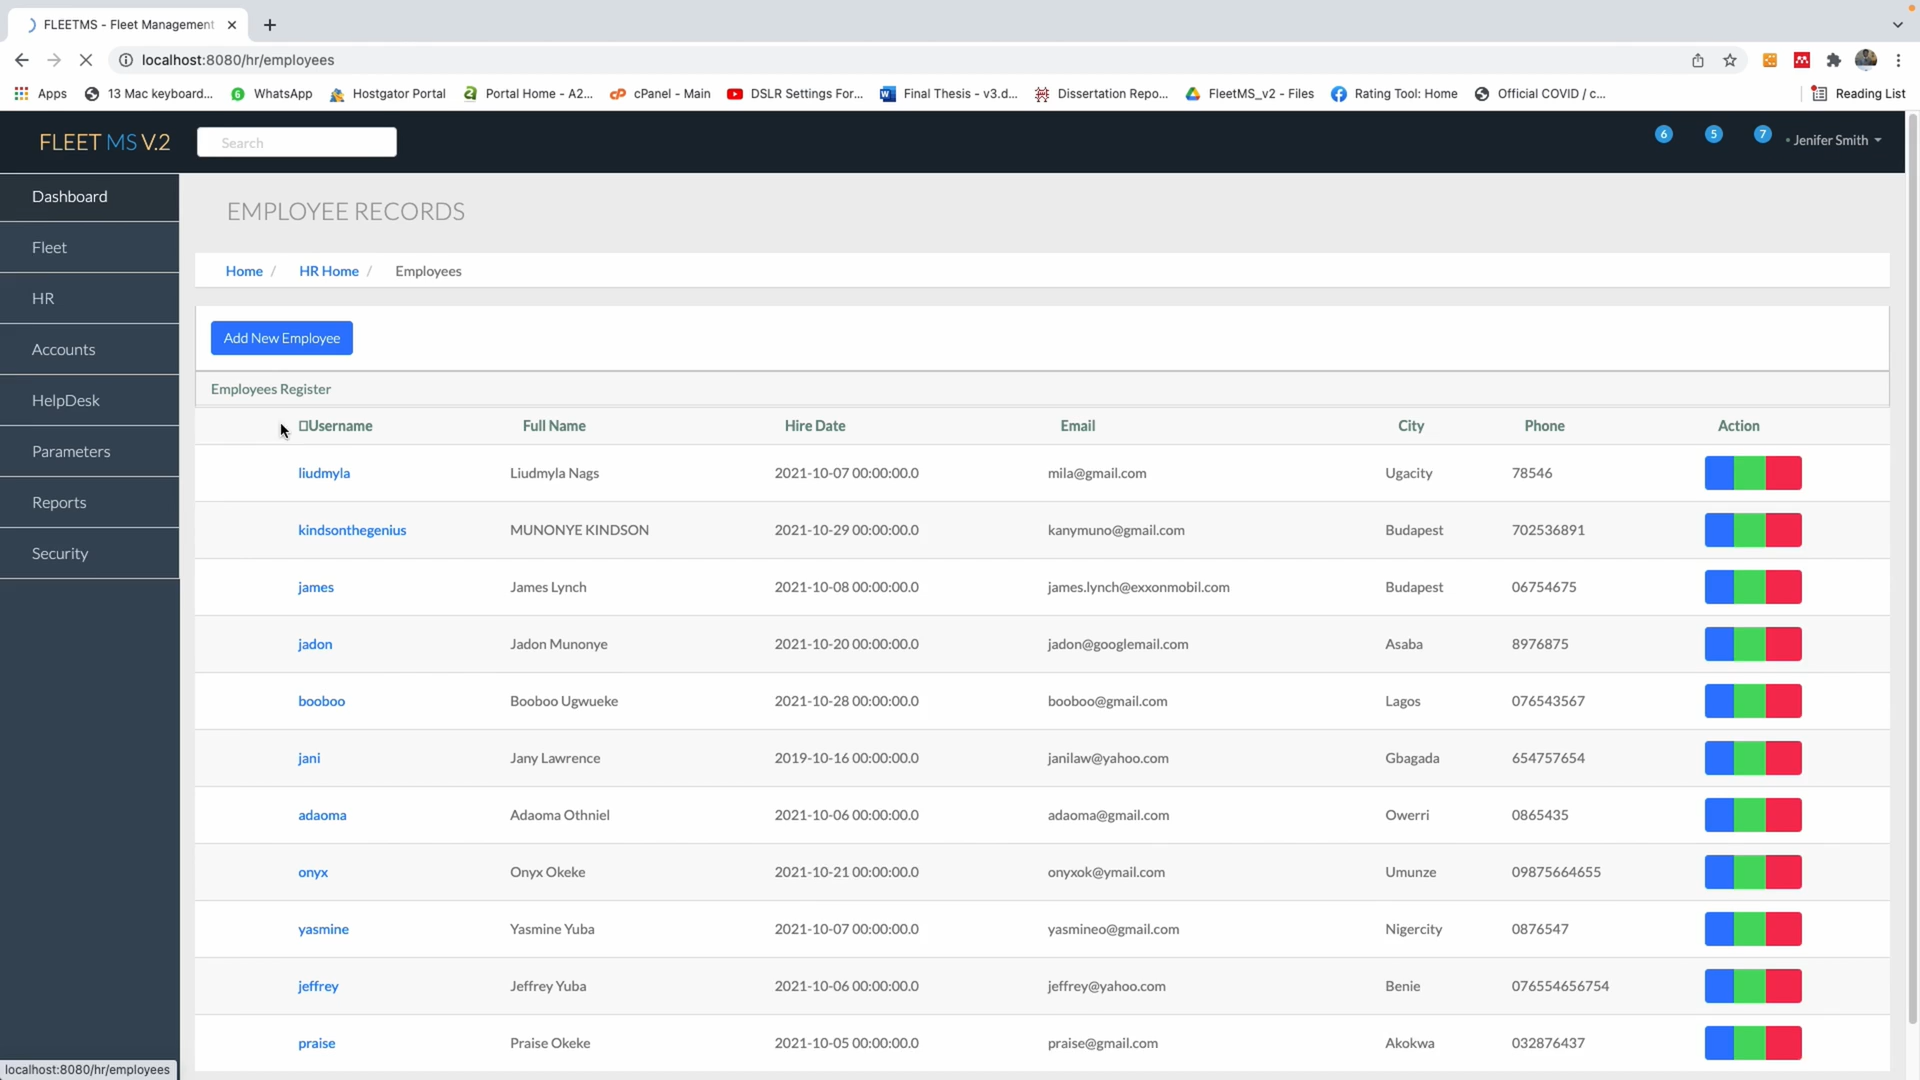 FLEETMS - Fleet Management
localhost:8080/hr/employees
Apps 13 Mac keyboard... WhatsApp Hostgator Portal Portal Home - A2... cPanel - Main DSLR Settings For... Final Thesis - v3.d... Dissertation Repo... FleetMS_v2 - Files Rating Tool: Home Official COVID / c... Reading List
FLEET MS V.2 Search 6 5 7 Jenifer Smith
Dashboard
Fleet
HR
Accounts
HelpDesk
Parameters
Reports
Security
EMPLOYEE RECORDS
Home / HR Home / Employees
Add New Employee
Employees Register
Username Full Name Hire Date Email City Phone Action
liudmyla Liudmyla Nags 2021-10-07 00:00:00.0 mila@gmail.com Ugacity 78546
kindsonthegenius MUNONYE KINDSON 2021-10-29 00:00:00.0 kanymuno@gmail.com Budapest 702536891
james James Lynch 2021-10-08 00:00:00.0 james.lynch@exxonmobil.com Budapest 06754675
jadon Jadon Munonye 2021-10-20 00:00:00.0 jadon@googlemail.com Asaba 8976875
booboo Booboo Ugwueke 2021-10-28 00:00:00.0 booboo@gmail.com Lagos 076543567
jani Jany Lawrence 2019-10-16 00:00:00.0 janilaw@yahoo.com Gbagada 654757654
adaoma Adaoma Othniel 2021-10-06 00:00:00.0 adaoma@gmail.com Owerri 0865435
onyx Onyx Okeke 2021-10-21 00:00:00.0 onyxok@ymail.com Umunze 09875664655
yasmine Yasmine Yuba 2021-10-07 00:00:00.0 yasmineo@gmail.com Nigercity 0876547
jeffrey Jeffrey Yuba 2021-10-06 00:00:00.0 jeffrey@yahoo.com Benie 076554656754
praise Praise Okeke 2021-10-05 00:00:00.0 praise@gmail.com Akokwa 032876437
localhost:8080/hr/employees